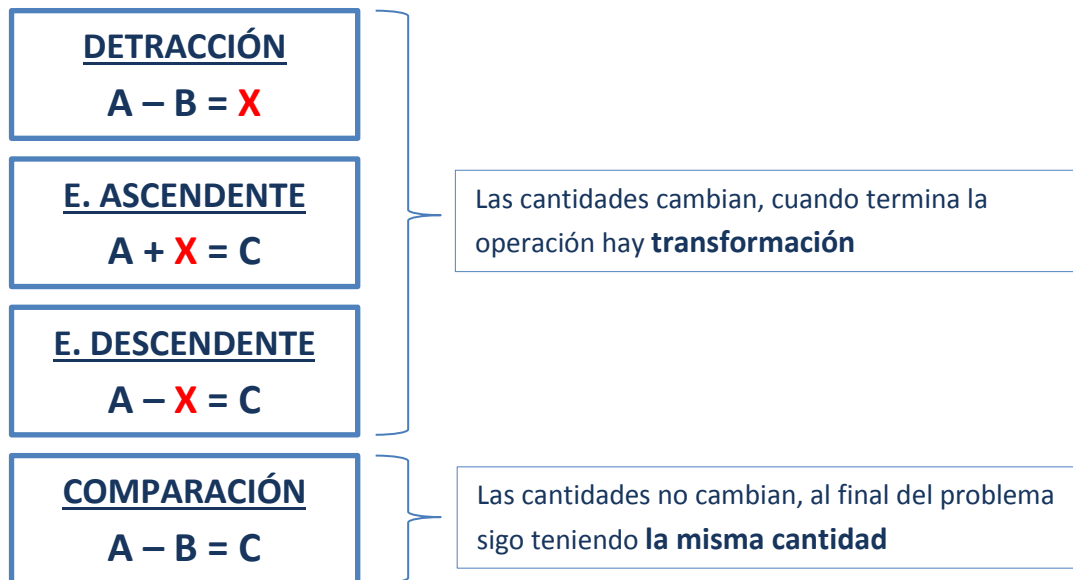 DETRACCIÓN
A – B = X
E. ASCENDENTE
A + X = C
E. DESCENDENTE
A – X = C
Las cantidades cambian, cuando termina la
operación hay transformación
COMPARACIÓN
A – B = C
Las cantidades no cambian, al final del problema
sigo teniendo la misma cantidad